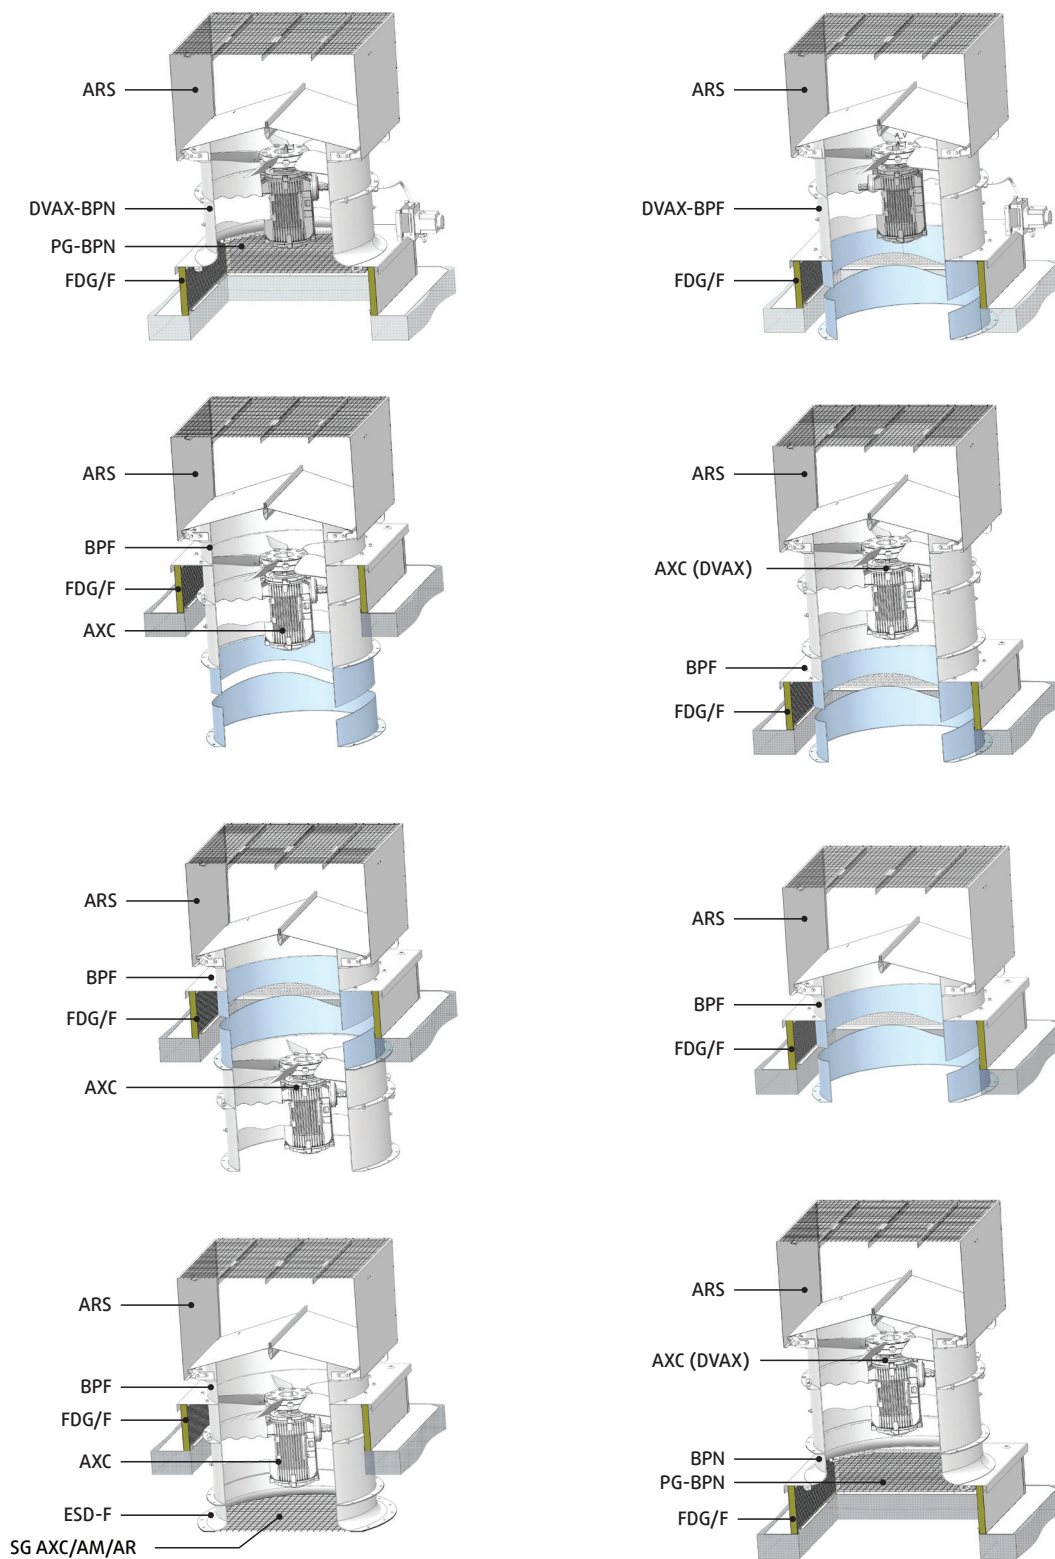 ARS
DVAX-BPN
PG-BPN
FDG/F
ARS
DVAX-BPF
FDG/F
ARS
BPF
FDG/F
AXC
ARS
AXC (DVAX)
BPF
FDG/F
ARS
BPF
FDG/F
AXC
ARS
BPF
FDG/F
ARS
BPF
FDG/F
AXC
ESD-F
SG AXC/AM/AR
ARS
AXC (DVAX)
BPN
PG-BPN
FDG/F